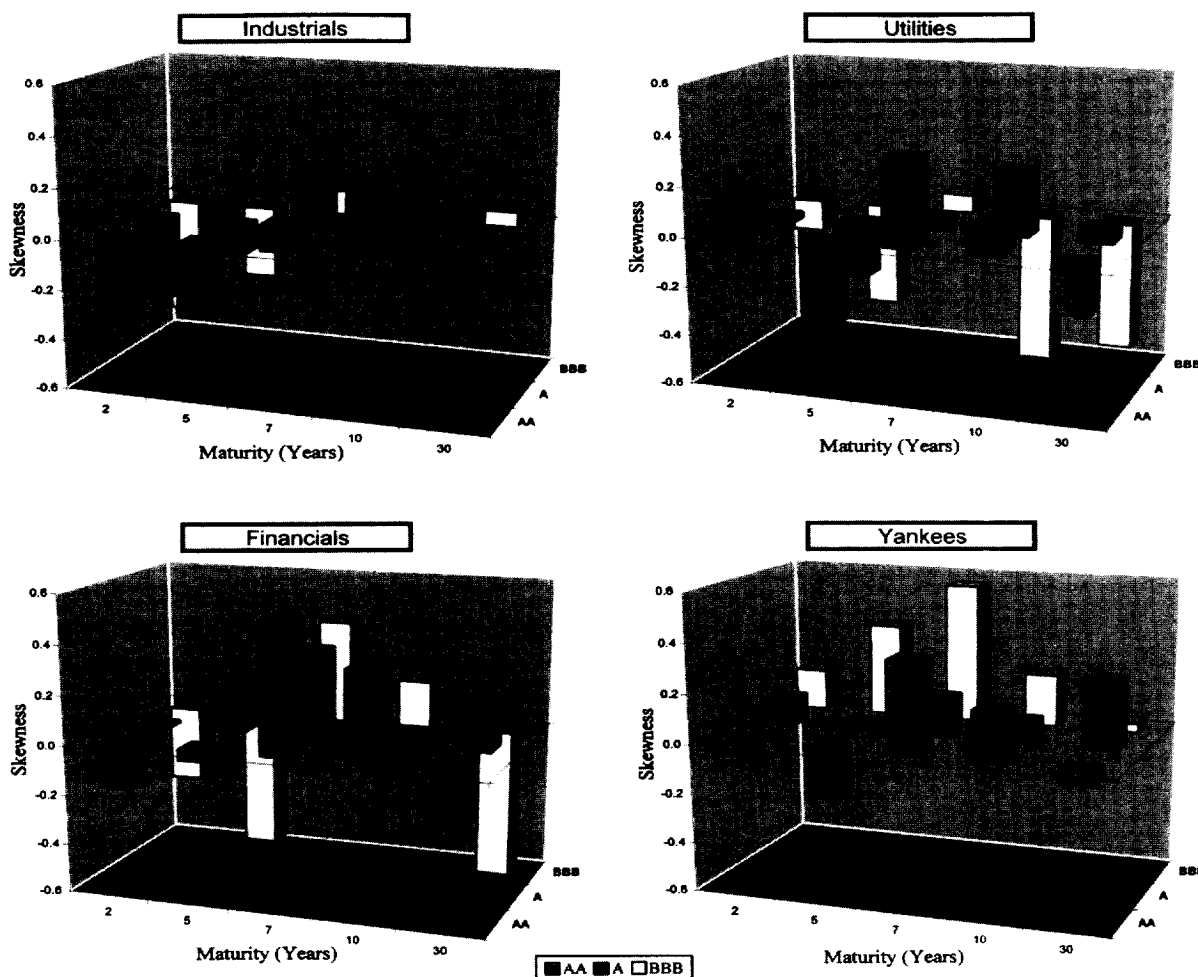 Industrials
0.6
0.4
0.2
0.0
-0.2
-0.4
-0.6
Skewness
2
5
7
10
30
Maturity (Years)
AA
A
BBB
Utilities
0.6
0.4
0.2
0.0
-0.2
-0.4
-0.6
Skewness
2
5
7
10
30
Maturity (Years)
AA
A
BBB
Financials
0.6
0.4
0.2
0.0
-0.2
-0.4
-0.6
Skewness
2
5
7
10
30
Maturity (Years)
AA
A
BBB
Yankees
0.6
0.4
0.2
0.0
-0.2
-0.4
-0.6
Skewness
2
5
7
10
30
Maturity (Years)
AA
A
BBB
AA A BBB